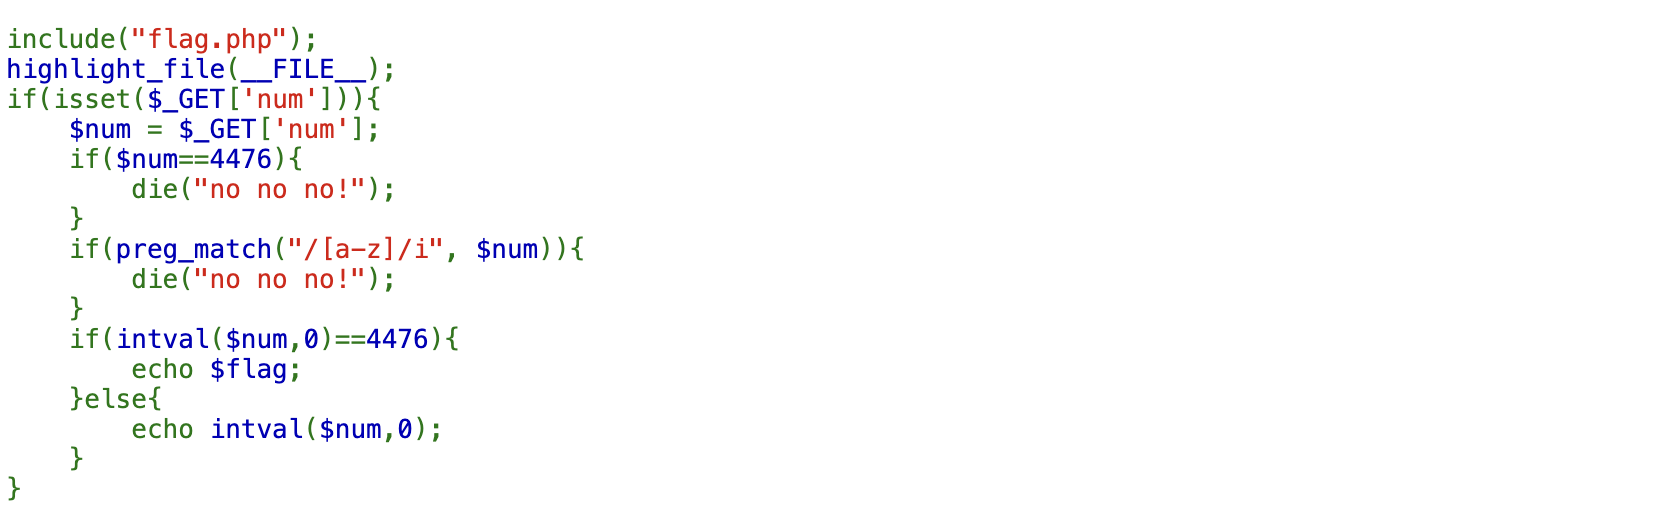 include("flag.php");
highlight_file(__FILE__);
if(isset($_GET['num'])){
    $num = $_GET['num'];
    if($num==4476){
        die("no no no!");
    }
    if(preg_match("/[a-z]/i", $num)){
        die("no no no!");
    }
    if(intval($num,0)==4476){
        echo $flag;
    }else{
        echo intval($num,0);
    }
}